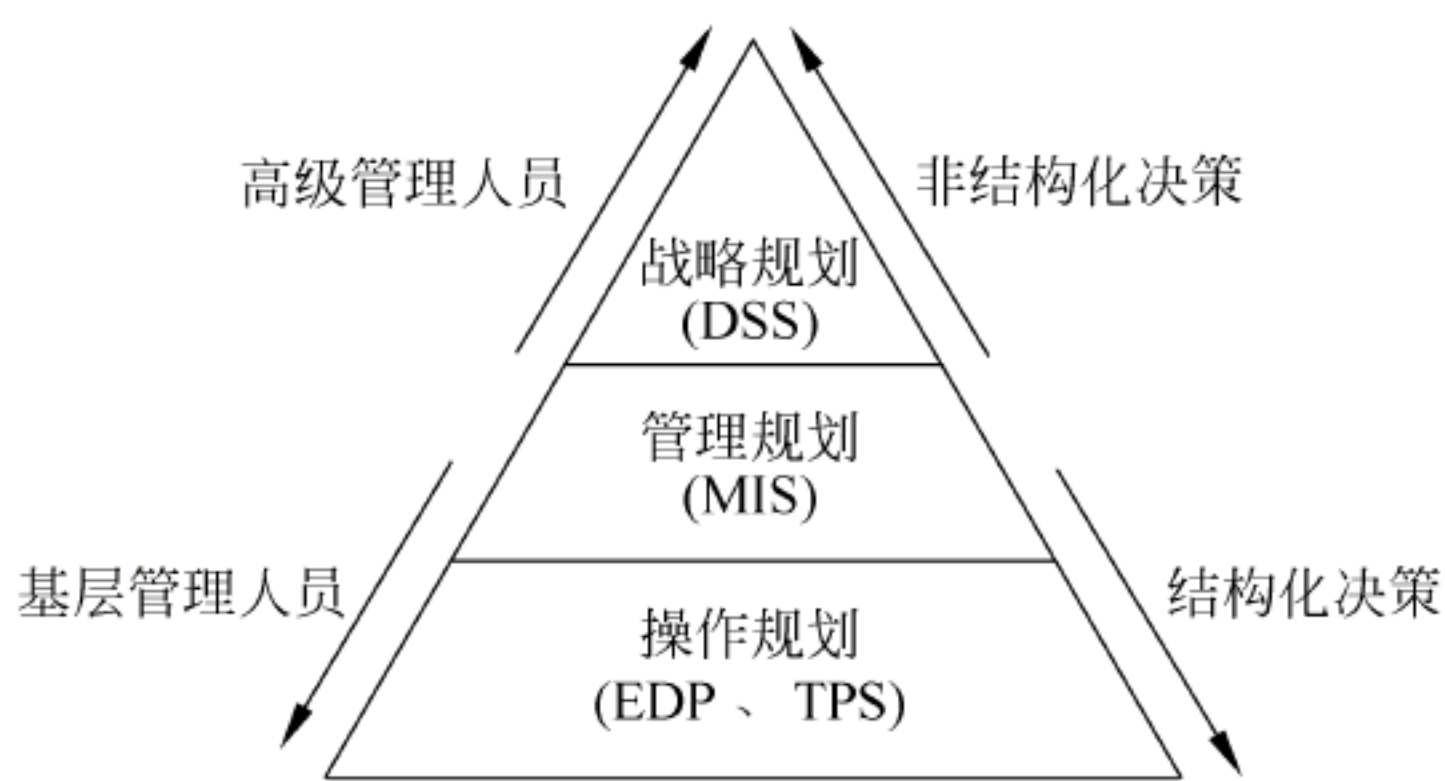 高级管理人员
非结构化决策
战略规划
(DSS)
管理规划
(MIS)
基层管理人员
结构化决策
操作规划
(EDP 、 TPS)